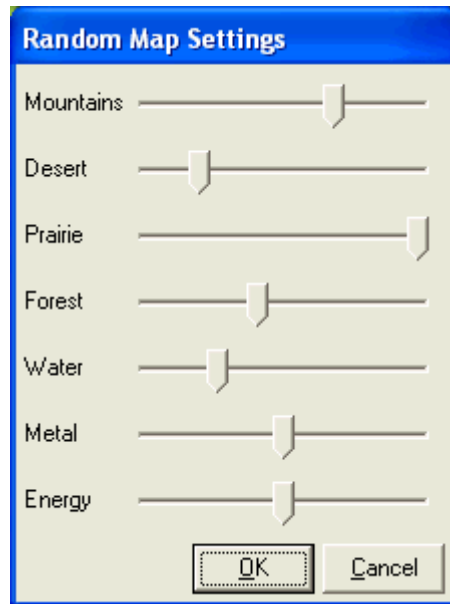 Random Map Settings
Mountains
Desert
Prairie
Forest
Water
Metal
Energy
OK Cancel